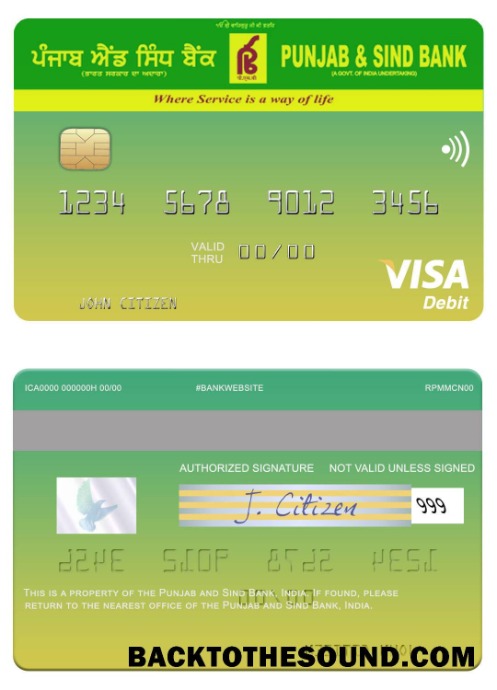 ਪੰਜਾਬ ਐਂਡ ਸਿੰਧ ਬੈਂਕ
(ਭਾਰਤ ਸਰਕਾਰ ਦਾ ਅਦਾਰਾ)
PUNJAB & SIND BANK
(A GOVT. OF INDIA UNDERTAKING)
Where Service is a way of life
1234 5678 9012 3456
VALID THRU 00/00
VISA
Debit
JOHN CITIZEN
ICA0000 000000H 00/00 #BANKWEBSITE RPMMCN00
AUTHORIZED SIGNATURE NOT VALID UNLESS SIGNED
J. Citizen 999
THIS IS A PROPERTY OF THE PUNJAB AND SIND BANK, INDIA. IF FOUND, PLEASE
RETURN TO THE NEAREST OFFICE OF THE PUNJAB AND SIND BANK, INDIA.
BACKTOTHESOUND.COM